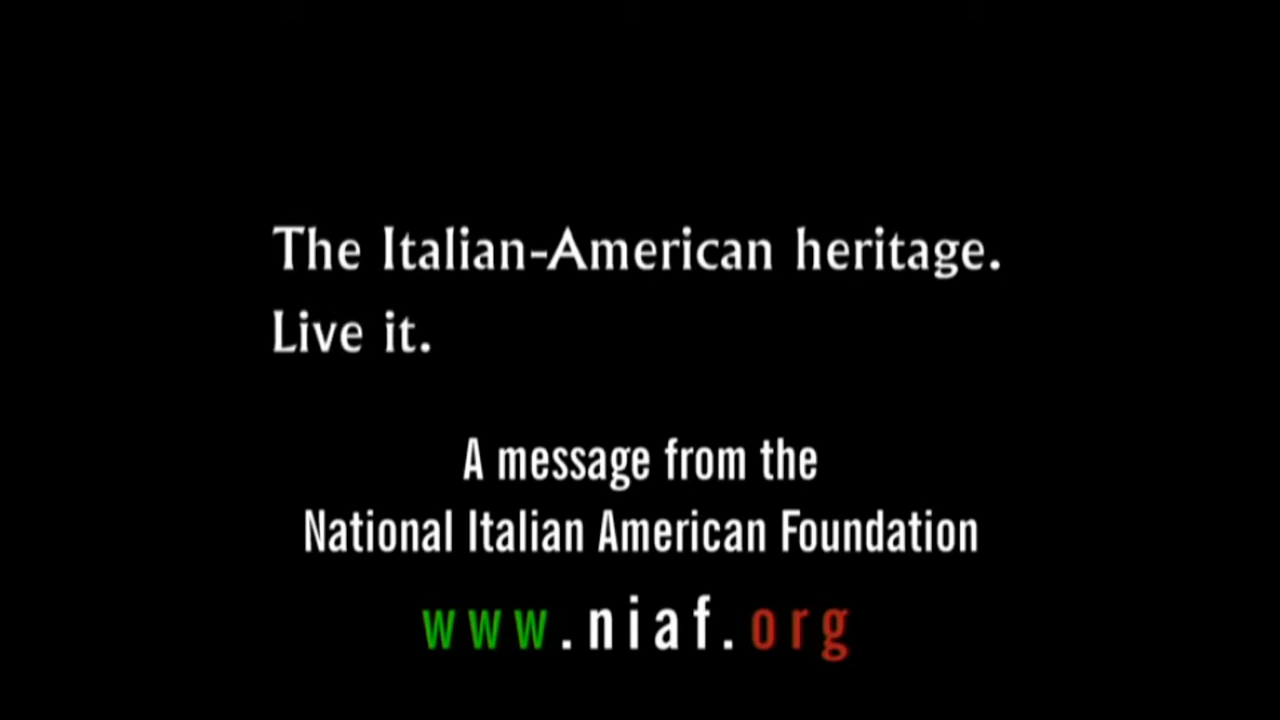 The Italian-American heritage.
Live it.
A message from the
National Italian American Foundation
www.niaf.org